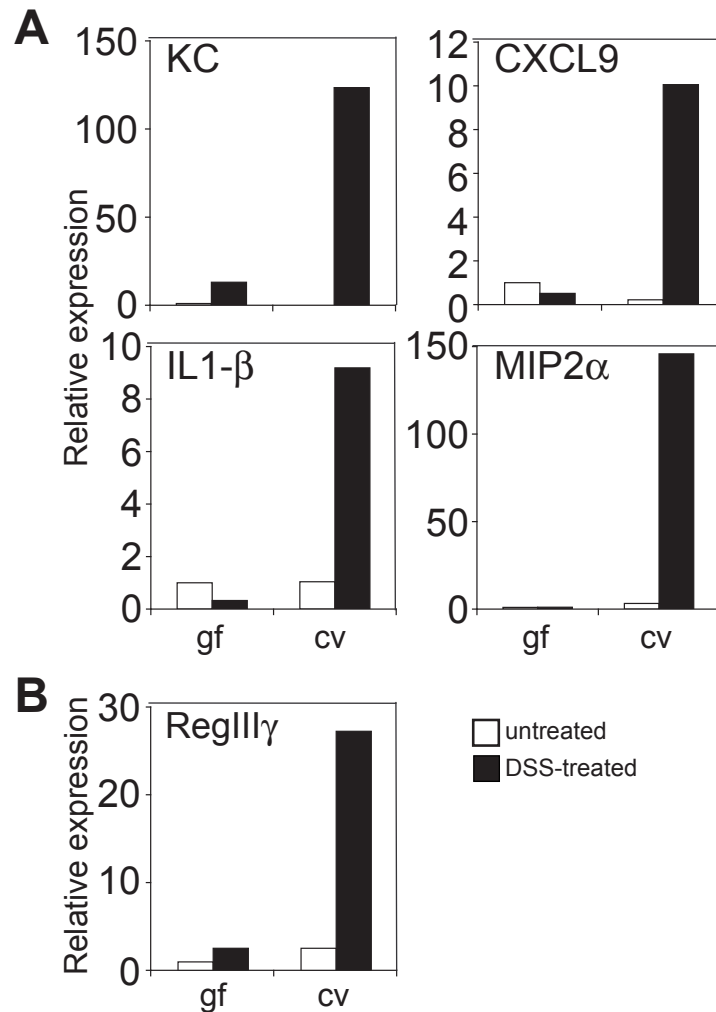 A
Relative expression
KC
150
100
50
0
CXCL9
12
10
8
6
4
2
0
IL1-β
10
8
6
4
2
0
gf cv
MIP2α
150
100
50
0
gf cv
B
Relative expression
RegIIIγ
30
20
10
0
gf cv
untreated
DSS-treated